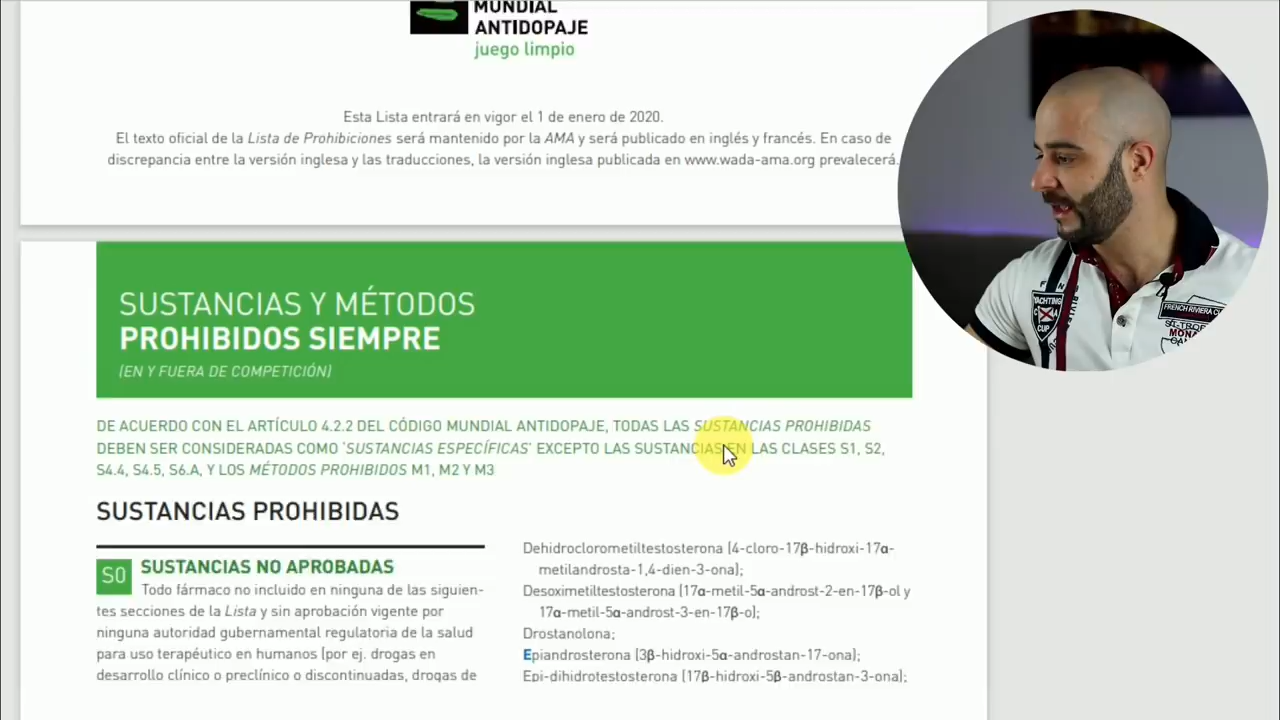 MUNDIAL
ANTIDOPAJE
juego limpio
Esta Lista entrará en vigor el 1 de enero de 2020.
El texto oficial de la Lista de Prohibiciones será mantenido por la AMA y será publicado en inglés y francés. En caso de
discrepancia entre la versión inglesa y las traducciones, la versión inglesa publicada en www.wada-ama.org prevalecerá.
SUSTANCIAS Y MÉTODOS
PROHIBIDOS SIEMPRE
(EN Y FUERA DE COMPETICIÓN)
DE ACUERDO CON EL ARTÍCULO 4.2.2 DEL CÓDIGO MUNDIAL ANTIDOPAJE, TODAS LAS SUSTANCIAS PROHIBIDAS
DEBEN SER CONSIDERADAS COMO 'SUSTANCIAS ESPECÍFICAS' EXCEPTO LAS SUSTANCIAS EN LAS CLASES S1, S2,
S4.4, S4.5, S6.A, Y LOS MÉTODOS PROHIBIDOS M1, M2 Y M3
SUSTANCIAS PROHIBIDAS
S0 SUSTANCIAS NO APROBADAS
Todo fármaco no incluido en ninguna de las siguien-
tes secciones de la Lista y sin aprobación vigente por
ninguna autoridad gubernamental regulatoria de la salud
para uso terapéutico en humanos (por ej. drogas en
desarrollo clínico o preclínico o discontinuadas, drogas de
Dehidroclorometiltestosterona (4-cloro-17β-hidroxi-17α-
metilandrosta-1,4-dien-3-ona);
Desoximetiltestosterona (17α-metil-5α-androst-2-en-17β-ol y
17α-metil-5α-androst-3-en-17β-o);
Drostanolona;
Epiandrosterona (3β-hidroxi-5α-androstan-17-ona);
Epi-dihidrotestosterona (17β-hidroxi-5β-androstan-3-ona);
YACHTING
CUP
FRENCH RIVIERA